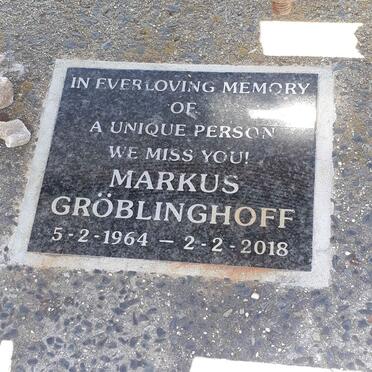 IN EVERLOVING MEMORY
OF
A UNIQUE PERSON
WE MISS YOU!
MARKUS
GRÖBLINGHOFF
5-2-1964 – 2-2-2018